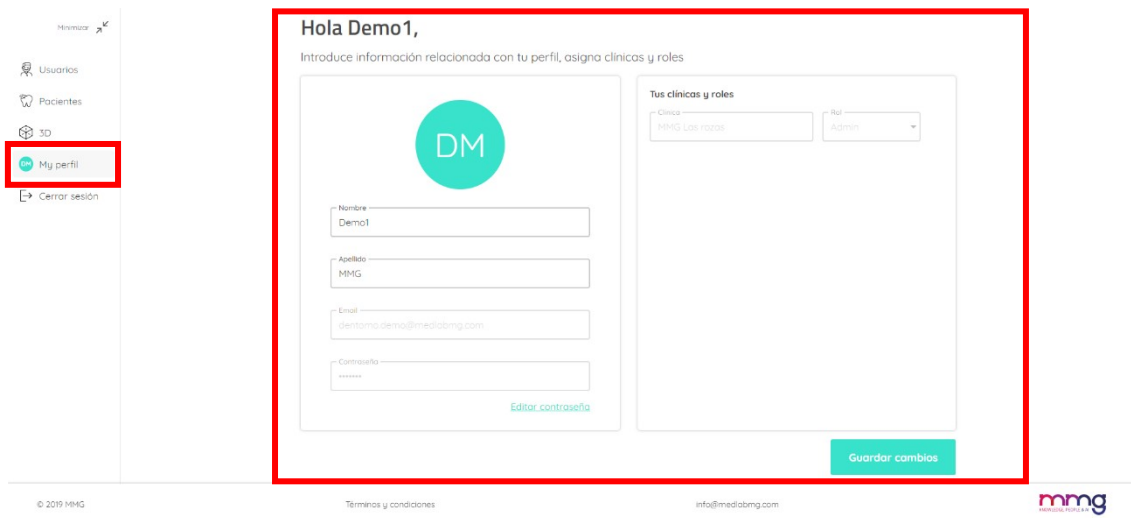 Minimizar
Usuarios
Pacientes
3D
DM My perfil
Cerrar sesión
Hola Demo1,
Introduce información relacionada con tu perfil, asigna clínicas y roles
DM
Nombre
Demo1
Apellido
MMG
Email
dentomo.demo@medlabmg.com
Contraseña
•••••••
Editar contraseña
Tus clínicas y roles
Clínica
MMG Las rozas
Rol
Admin
Guardar cambios
© 2019 MMG
Términos y condiciones
info@medlabmg.com
mmg